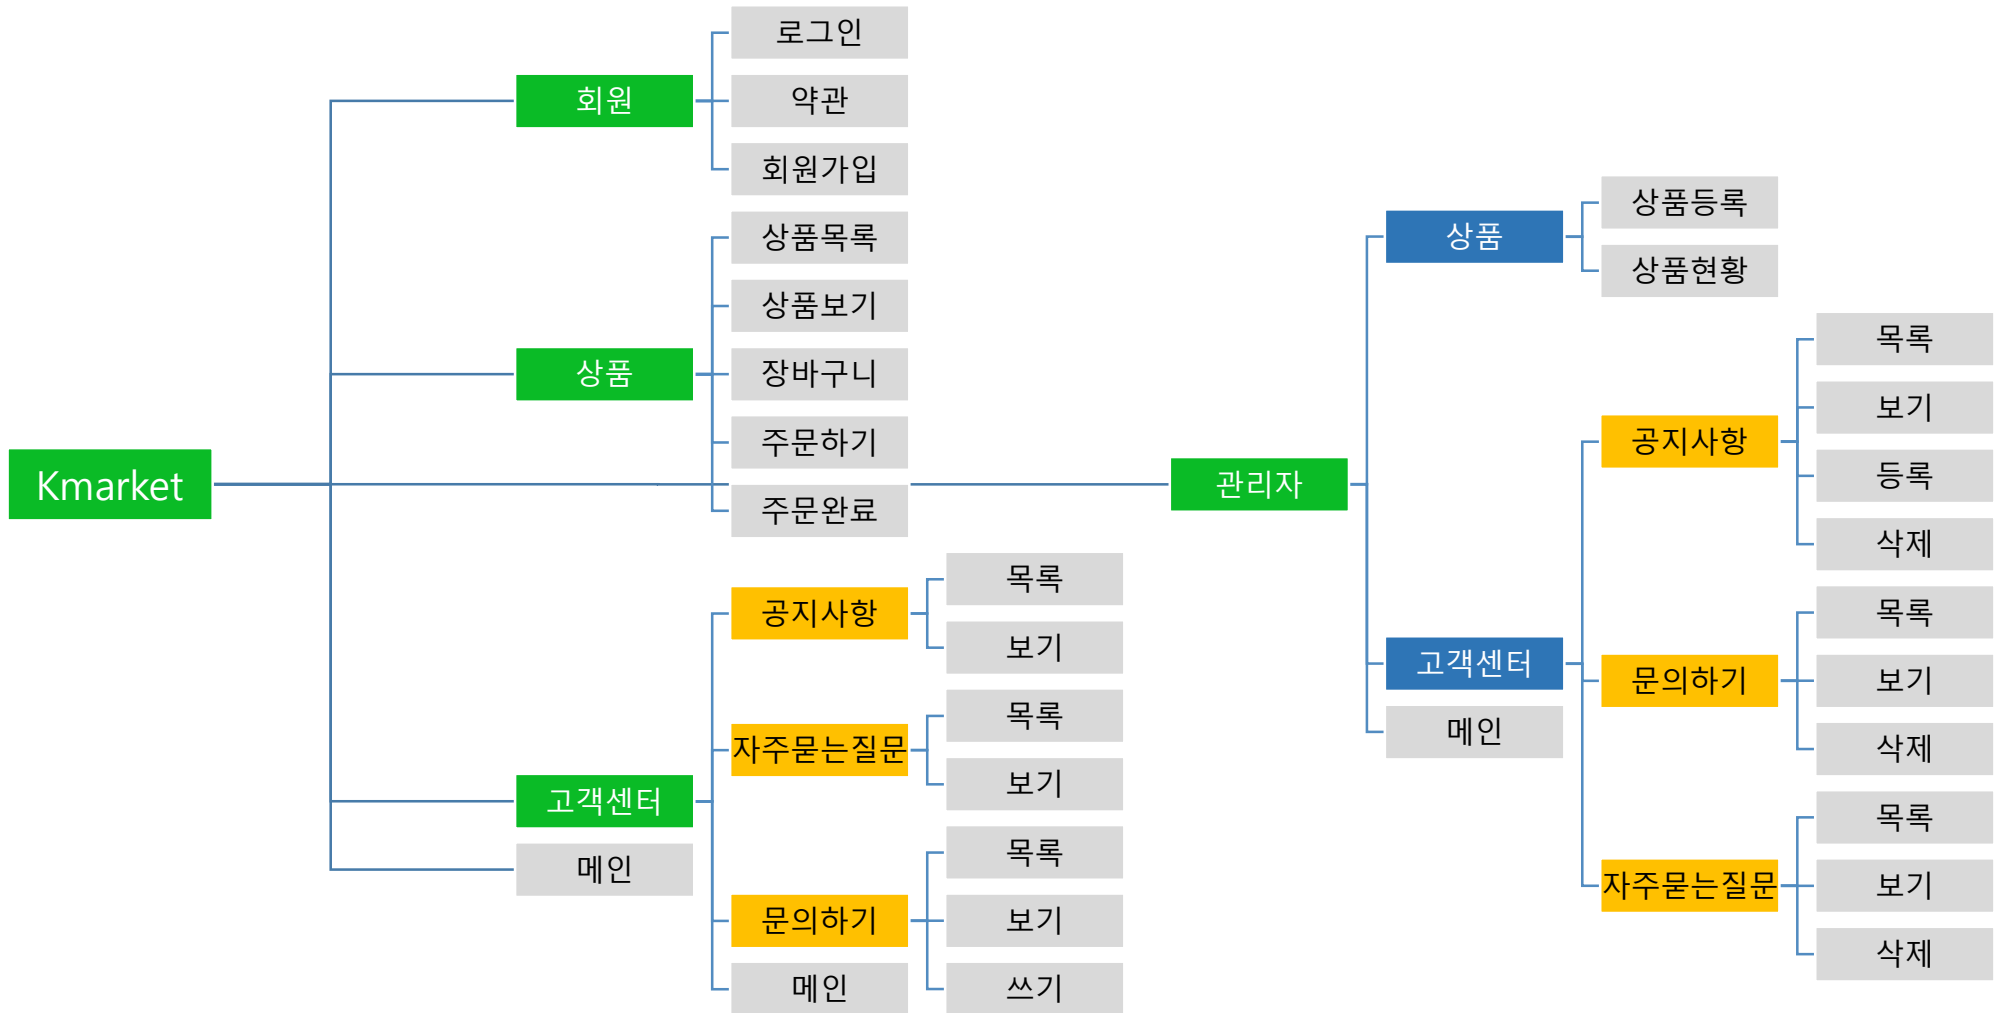 Kmarket
회원
로그인
약관
회원가입
상품
상품목록
상품보기
장바구니
주문하기
주문완료
고객센터
공지사항
목록
보기
자주묻는질문
목록
보기
문의하기
목록
보기
쓰기
메인
메인
관리자
상품
상품등록
상품현황
고객센터
공지사항
목록
보기
등록
삭제
문의하기
목록
보기
삭제
자주묻는질문
목록
보기
삭제
메인